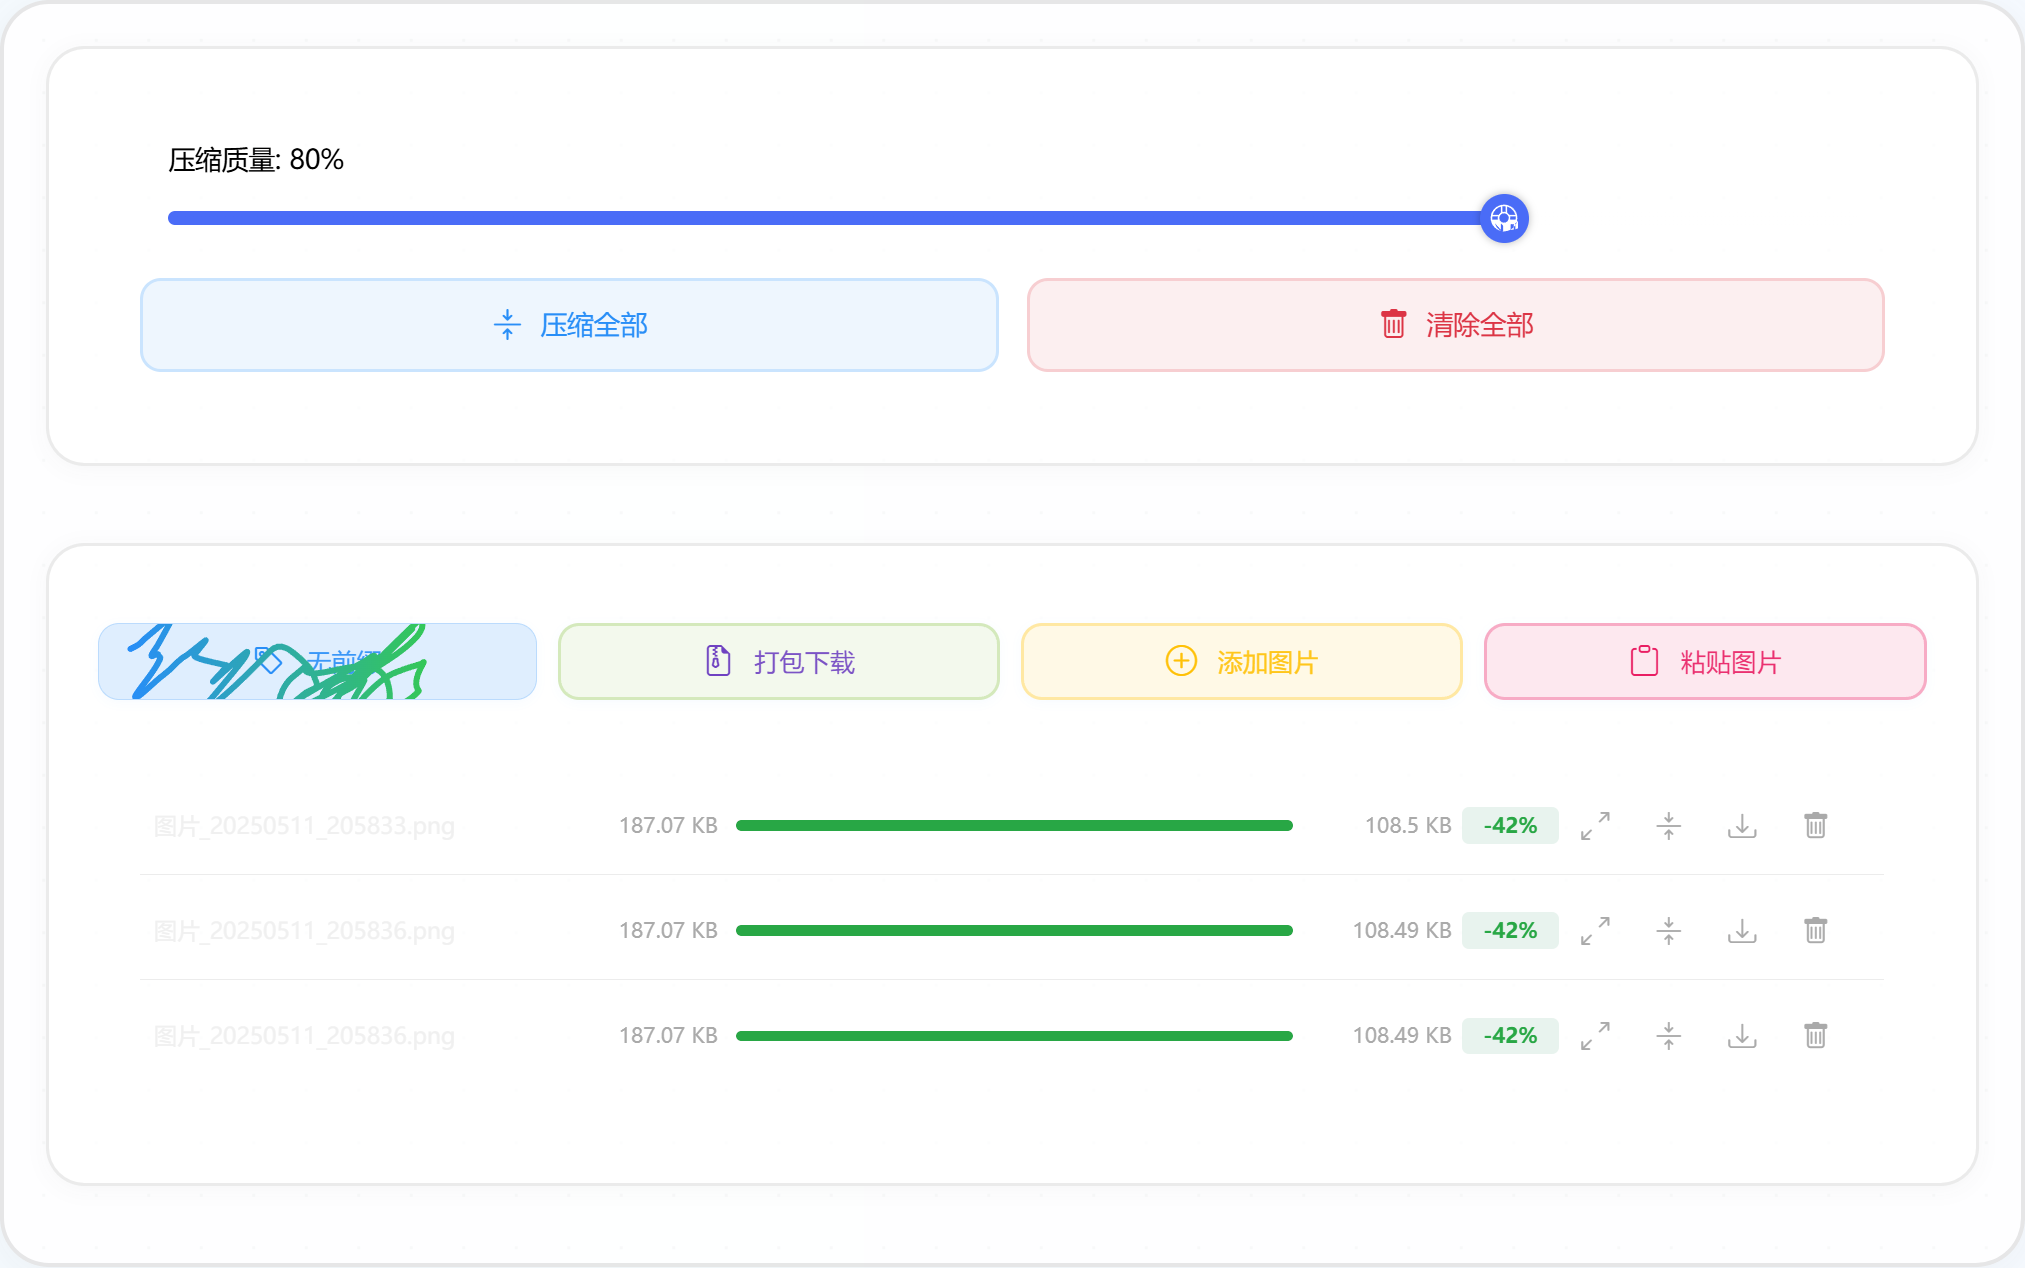 压缩质量: 80%
压缩全部
清除全部
无前缀
打包下载
添加图片
粘贴图片
图片_20250511_205833.png 187.07 KB 108.5 KB -42%
图片_20250511_205836.png 187.07 KB 108.49 KB -42%
图片_20250511_205836.png 187.07 KB 108.49 KB -42%